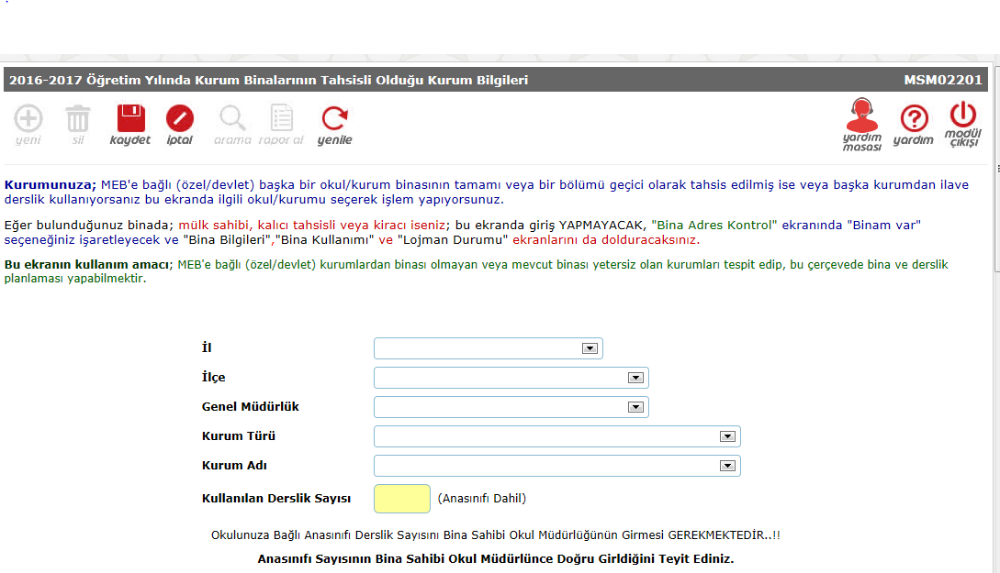 2016-2017 Öğretim Yılında Kurum Binalarının Tahsisli Olduğu Kurum Bilgileri MSM02201
yeni sil kaydet iptal arama rapor al yenile yardım masası yardım modül çıkışı
Kurumunuza; MEB'e bağlı (özel/devlet) başka bir okul/kurum binasının tamamı veya bir bölümü geçici olarak tahsis edilmiş ise veya başka kurumdan ilave
derslik kullanıyorsanız bu ekranda ilgili okul/kurumu seçerek işlem yapıyorsunuz.
Eğer bulunduğunuz binada; mülk sahibi, kalıcı tahsisli veya kiracı iseniz; bu ekranda giriş YAPMAYACAK, "Bina Adres Kontrol" ekranında "Binam var"
seçeneğiniz işaretleyecek ve "Bina Bilgileri","Bina Kullanımı" ve "Lojman Durumu" ekranlarını da dolduracaksınız.
Bu ekranın kullanım amacı; MEB'e bağlı (özel/devlet) kurumlardan binası olmayan veya mevcut binası yetersiz olan kurumları tespit edip, bu çerçevede bina ve derslik
planlaması yapabilmektir.
İl
İlçe
Genel Müdürlük
Kurum Türü
Kurum Adı
Kullanılan Derslik Sayısı (Anasınıfı Dahil)
Okulunuza Bağlı Anasınıfı Derslik Sayısını Bina Sahibi Okul Müdürlüğünün Girmesi GEREKMEKTEDİR..!!
Anasınıfı Sayısının Bina Sahibi Okul Müdürlünce Doğru Girldiğini Teyit Ediniz.